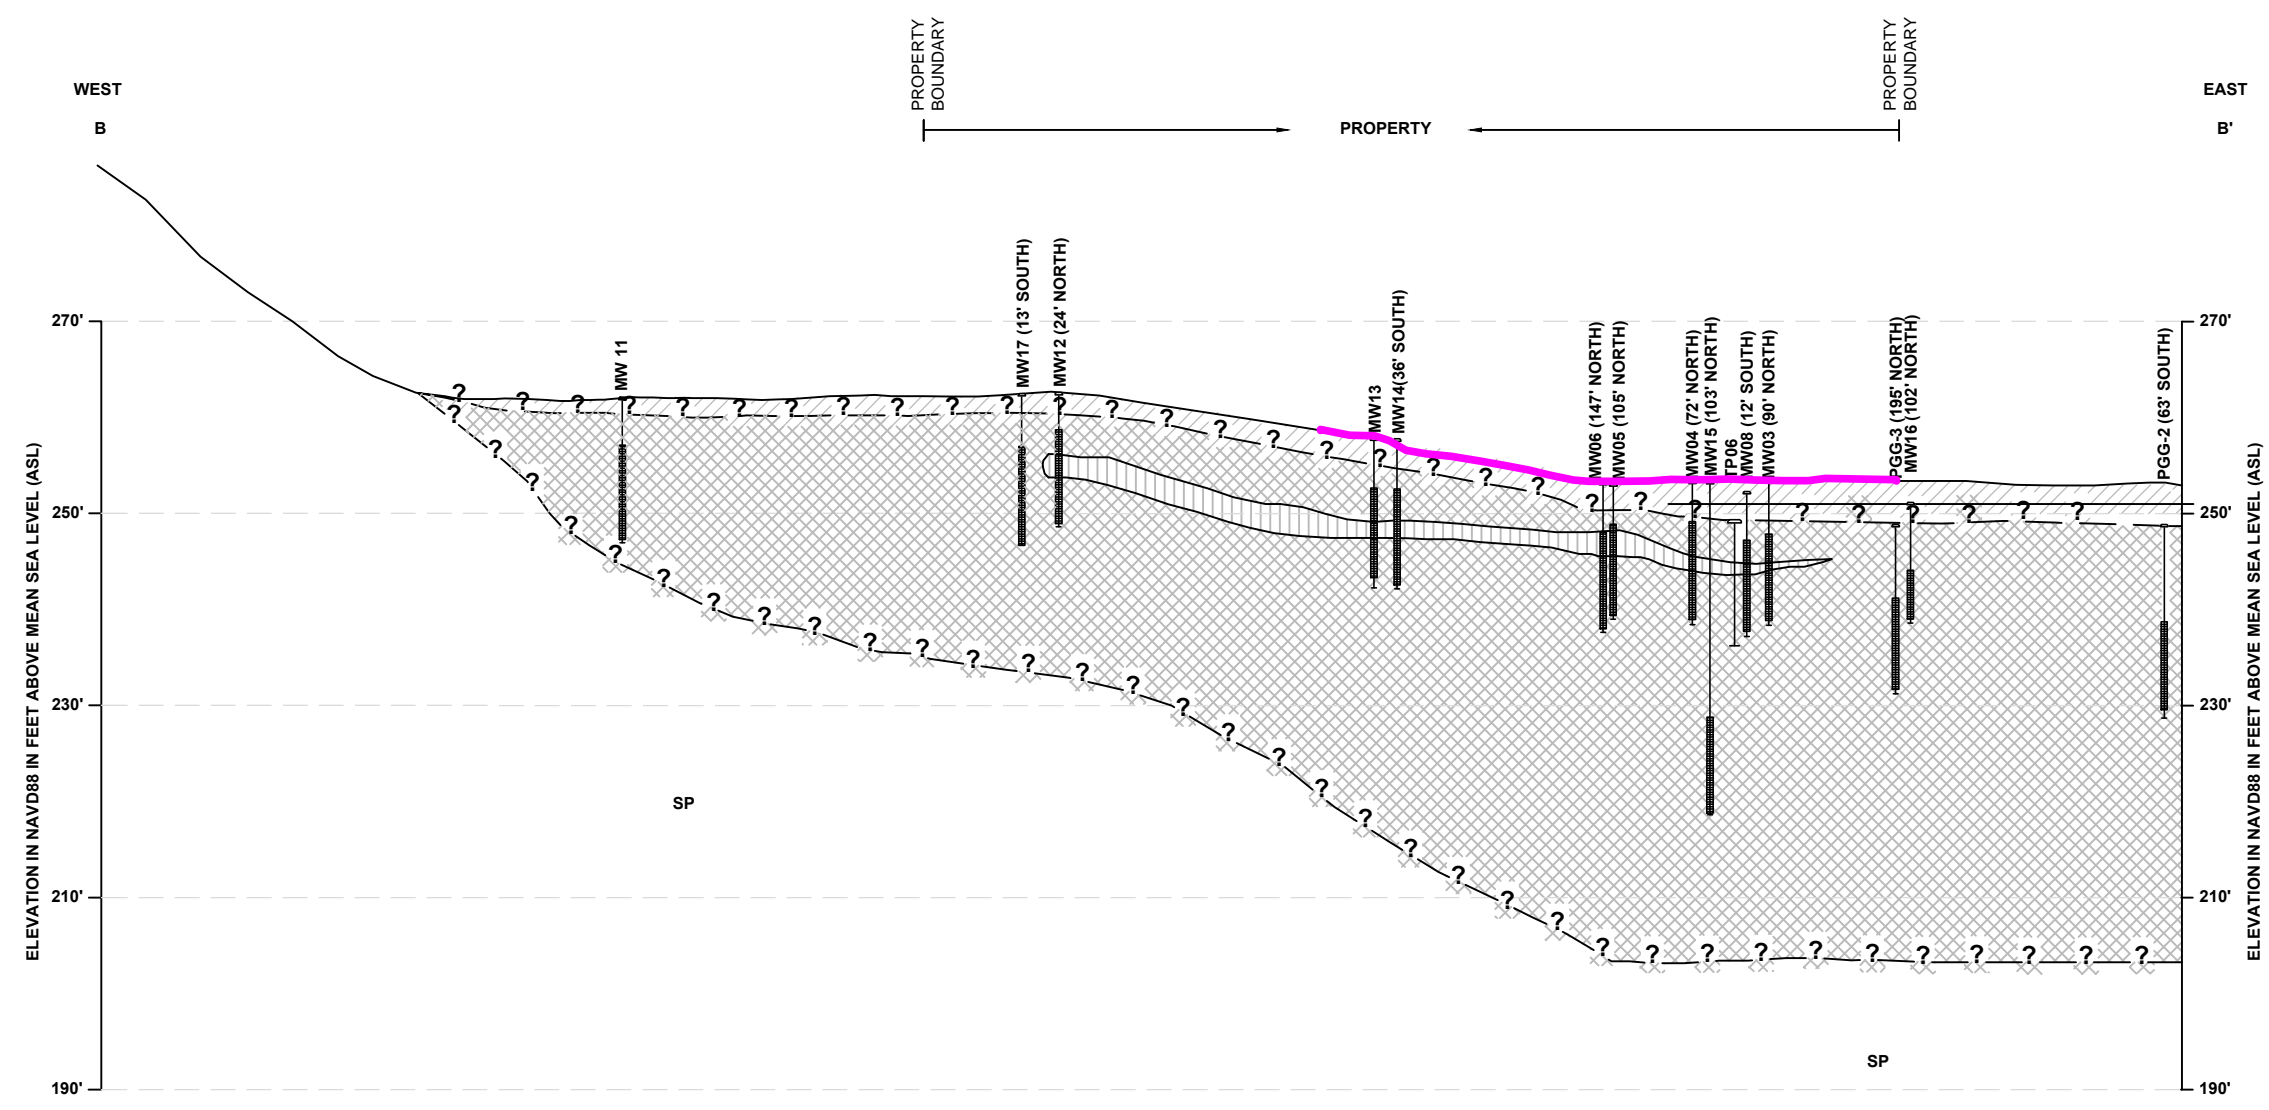 PROPERTY
BOUNDARY
PROPERTY
BOUNDARY
WEST
EAST
B
PROPERTY
B'
MW 11
MW17 (13' SOUTH)
MW12 (24' NORTH)
MW13
MW14(36' SOUTH)
MW06 (147' NORTH)
MW05 (105' NORTH)
MW04 (72' NORTH)
MW15 (103' NORTH)
TP06
MW08 (12' SOUTH)
MW03 (90' NORTH)
PGG-3 (195' NORTH)
MW16 (102' NORTH)
PGG-2 (63' SOUTH)
270'
270'
250'
250'
230'
230'
210'
210'
190'
190'
ELEVATION IN NAVD88 IN FEET ABOVE MEAN SEA LEVEL (ASL)
ELEVATION IN NAVD88 IN FEET ABOVE MEAN SEA LEVEL (ASL)
SP
SP